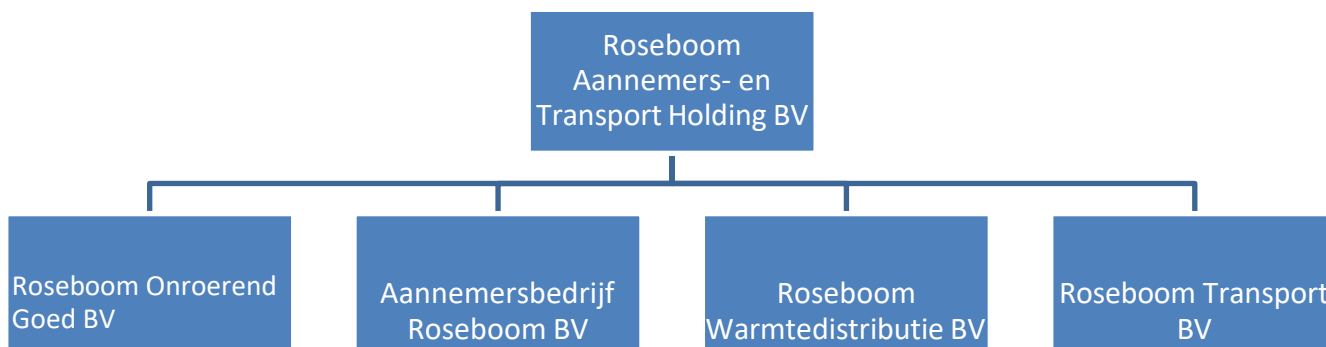 Roseboom
Aannemers- en
Transport Holding BV
Roseboom Onroerend
Goed BV
Aannemersbedrijf
Roseboom BV
Roseboom
Warmtedistributie BV
Roseboom Transport
BV